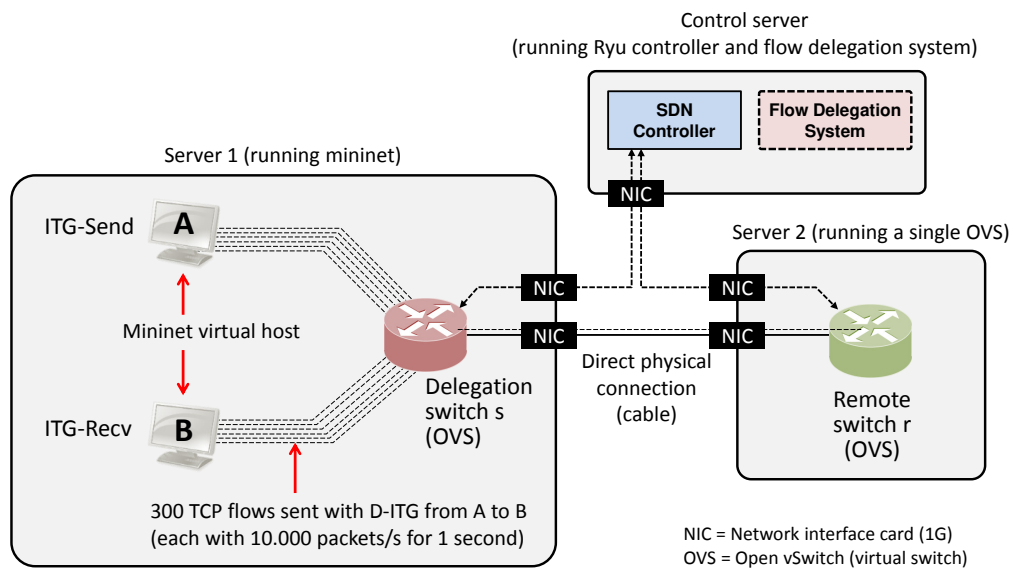 Control server
(running Ryu controller and flow delegation system)
SDN
Controller
Flow Delegation
System
NIC
Server 1 (running mininet)
ITG-Send
A
Mininet virtual host
ITG-Recv
B
Delegation
switch s
(OVS)
300 TCP flows sent with D-ITG from A to B
(each with 10.000 packets/s for 1 second)
NIC
NIC
NIC
NIC
Direct physical
connection
(cable)
Server 2 (running a single OVS)
Remote
switch r
(OVS)
NIC = Network interface card (1G)
OVS = Open vSwitch (virtual switch)